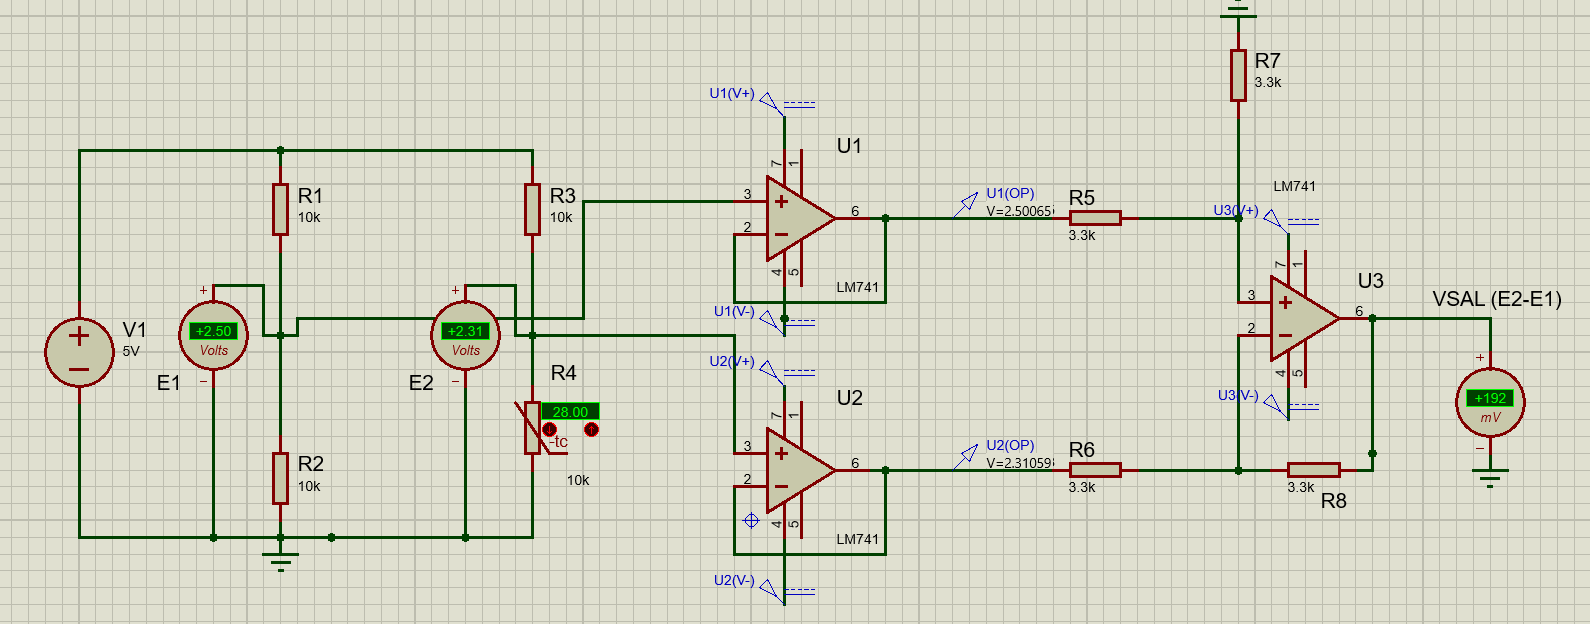 R7
3.3k
U1(V+)
U1
7
1
3
2
6
4
5
LM741
U1(V-)
R1
10k
R3
10k
U1(OP)
V=2.50065
R5
3.3k
LM741
U3(V+)
7
1
U3
3
2
6
4
5
U3(V-)
VSAL (E2-E1)
+
+192
mV
−
V1
5V
+
+2.50
Volts
−
E1
+
+2.31
Volts
−
E2
R4
28.00
-tc
10k
U2(V+)
U2
7
1
3
2
6
4
5
LM741
U2(V-)
R2
10k
U2(OP)
V=2.31059
R6
3.3k
3.3k
R8